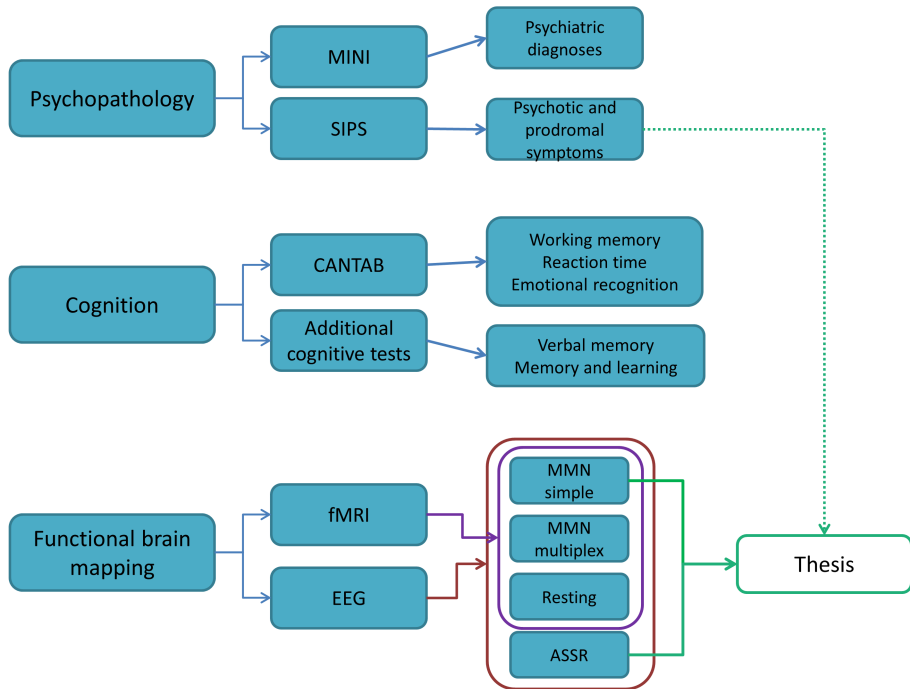 Psychopathology
MINI
Psychiatric
diagnoses
SIPS
Psychotic and
prodromal
symptoms
Cognition
CANTAB
Working memory
Reaction time
Emotional recognition
Additional
cognitive tests
Verbal memory
Memory and learning
Functional brain
mapping
fMRI
EEG
MMN
simple
MMN
multiplex
Resting
ASSR
Thesis